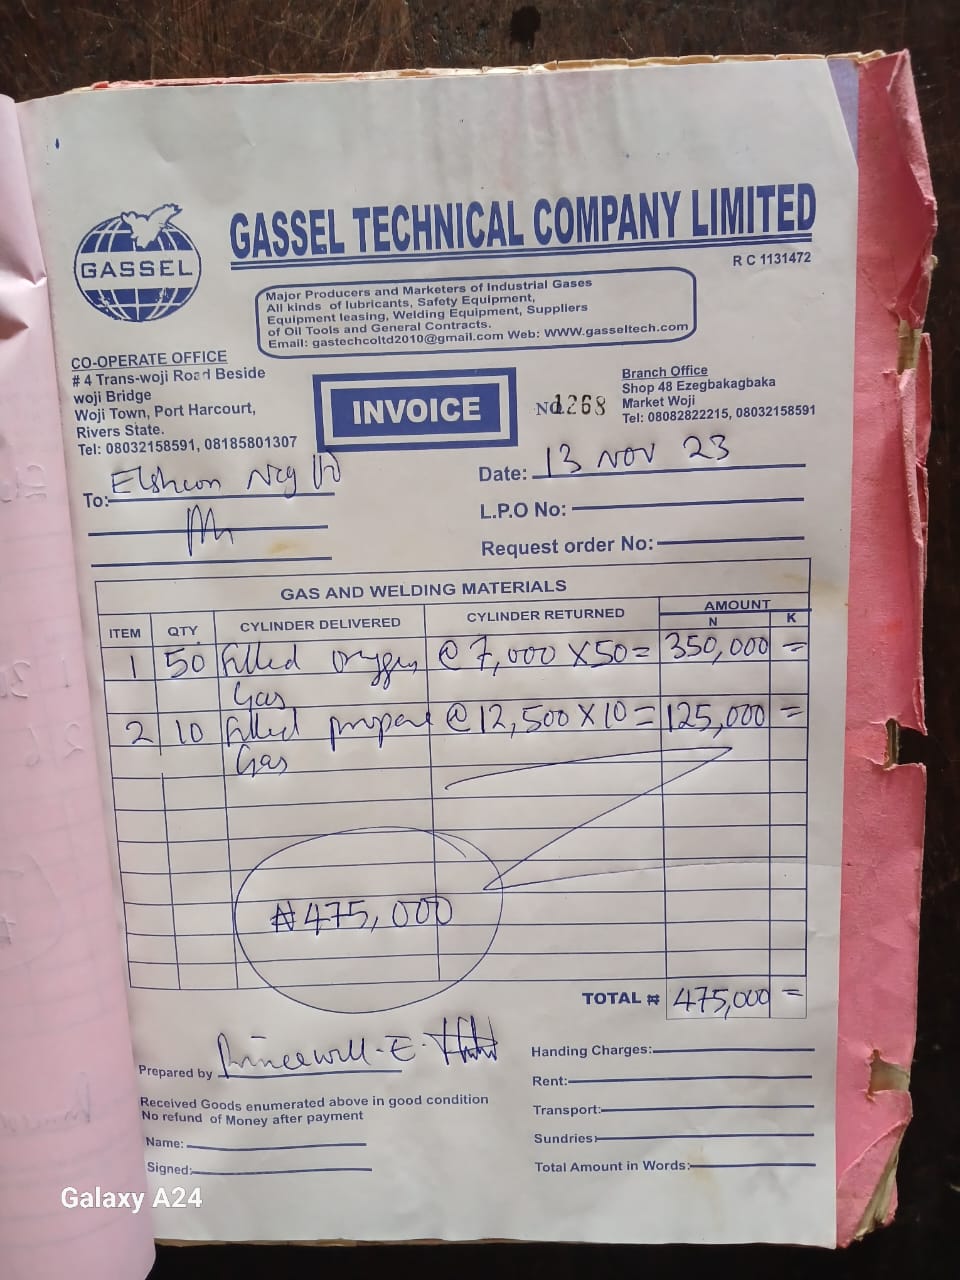 GASSEL TECHNICAL COMPANY LIMITED
GASSEL
R C 1131472
Major Producers and Marketers of Industrial Gases
All kinds of lubricants, Safety Equipment,
Equipment leasing, Welding Equipment, Suppliers
of Oil Tools and General Contracts.
Email: gastechcoltd2010@gmail.com Web: WWW.gasseltech.com
CO-OPERATE OFFICE
# 4 Trans-woji Road Beside
woji Bridge
Woji Town, Port Harcourt,
Rivers State.
Tel: 08032158591, 08185801307
INVOICE
No 1268
Branch Office
Shop 48 Ezegbakagbaka
Market Woji
Tel: 08082822215, 08032158591
To:
Date: 13 NOV 23
L.P.O No:
Request order No:
GAS AND WELDING MATERIALS
ITEM QTY. CYLINDER DELIVERED CYLINDER RETURNED AMOUNT
N K
1 50 filled oxygen @ 7,000 X 50 = 350,000 =
Gas
2 10 filled propane @ 12,500 X 10 = 125,000 =
Gas
₦475,000
TOTAL ₦ 475,000 =
Prepared by Princewill. E.
Received Goods enumerated above in good condition
No refund of Money after payment
Name:
Signed:
Handing Charges:
Rent:
Transport:
Sundries:
Total Amount in Words:
Galaxy A24